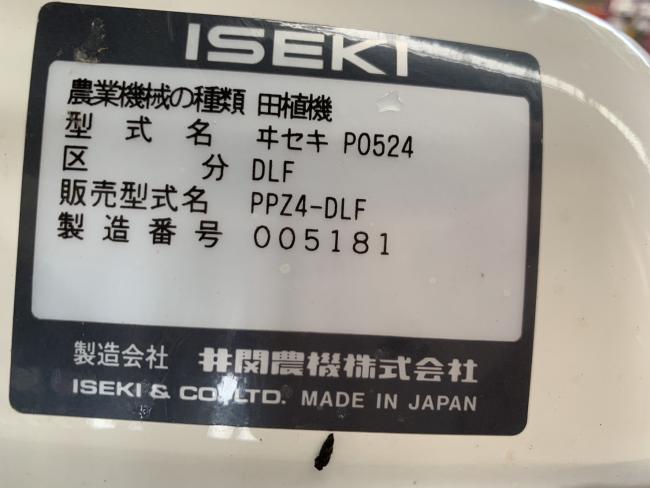 ISEKI
農業機械の種類 田植機
型式名 ヰセキ P0524
区分 DLF
販売型式名 PPZ4-DLF
製造番号 005181
製造会社 井関農機株式会社
ISEKI & CO., LTD. MADE IN JAPAN